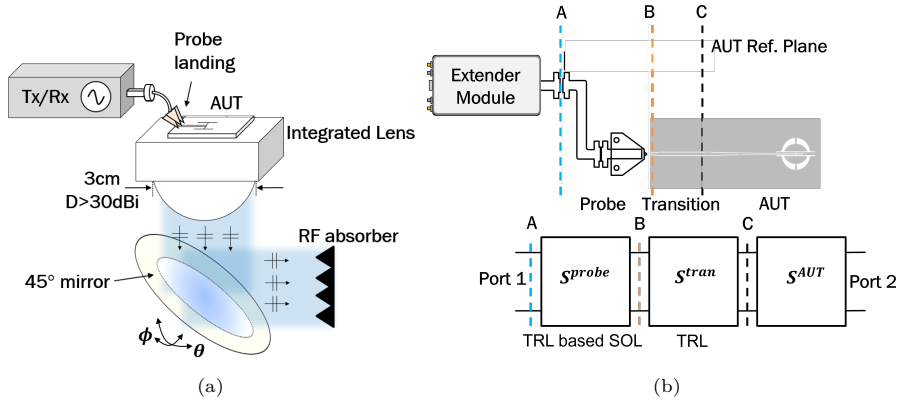 Probe
landing
Tx/Rx
AUT
Integrated Lens
3cm
D>30dBi
RF absorber
45° mirror
ϕ
θ
(a)
A
B
C
AUT Ref. Plane
Extender
Module
Probe
Transition
AUT
A
B
C
Port 1
S^probe
S^tran
S^AUT
Port 2
TRL based SOL
TRL
(b)